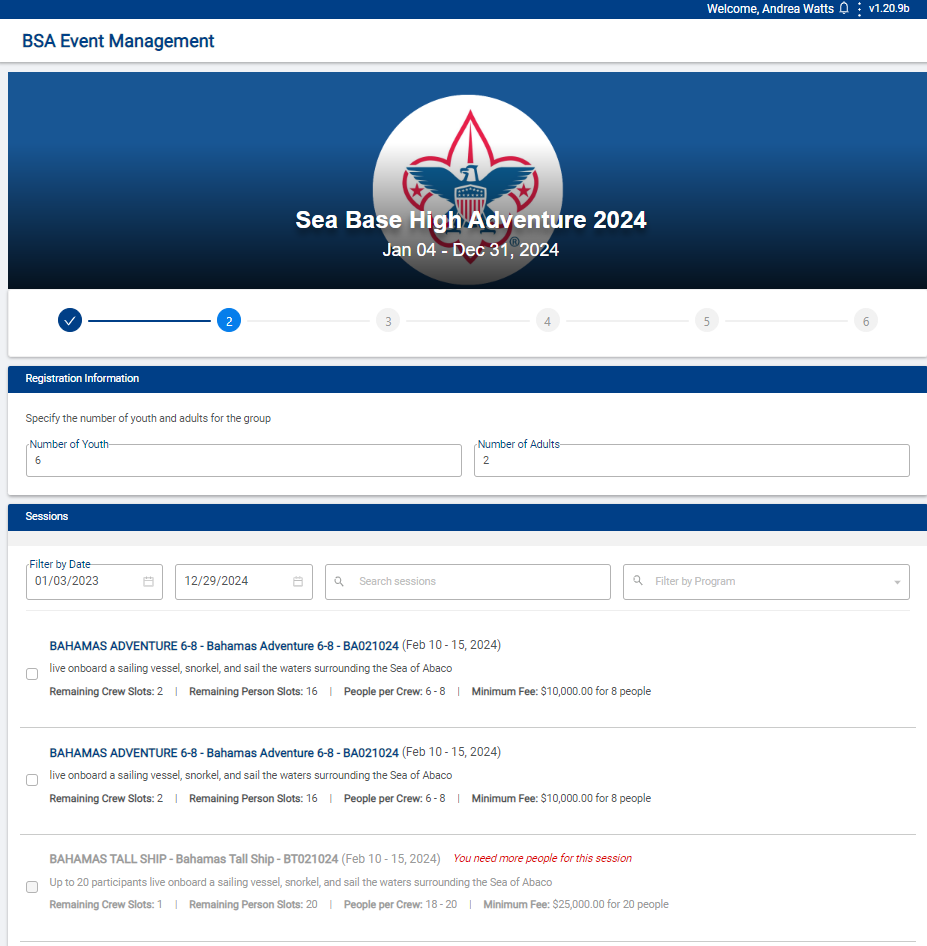 Welcome, Andrea Watts v1.20.9b
BSA Event Management
®
Sea Base High Adventure 2024
Jan 04 - Dec 31, 2024
2 3 4 5 6
Registration Information
Specify the number of youth and adults for the group
Number of Youth Number of Adults
6 2
Sessions
Filter by Date
01/03/2023 12/29/2024 Search sessions Filter by Program
BAHAMAS ADVENTURE 6-8 - Bahamas Adventure 6-8 - BA021024 (Feb 10 - 15, 2024)
live onboard a sailing vessel, snorkel, and sail the waters surrounding the Sea of Abaco
Remaining Crew Slots: 2 | Remaining Person Slots: 16 | People per Crew: 6 - 8 | Minimum Fee: $10,000.00 for 8 people
BAHAMAS ADVENTURE 6-8 - Bahamas Adventure 6-8 - BA021024 (Feb 10 - 15, 2024)
live onboard a sailing vessel, snorkel, and sail the waters surrounding the Sea of Abaco
Remaining Crew Slots: 2 | Remaining Person Slots: 16 | People per Crew: 6 - 8 | Minimum Fee: $10,000.00 for 8 people
BAHAMAS TALL SHIP - Bahamas Tall Ship - BT021024 (Feb 10 - 15, 2024) You need more people for this session
Up to 20 participants live onboard a sailing vessel, snorkel, and sail the waters surrounding the Sea of Abaco
Remaining Crew Slots: 1 | Remaining Person Slots: 20 | People per Crew: 18 - 20 | Minimum Fee: $25,000.00 for 20 people